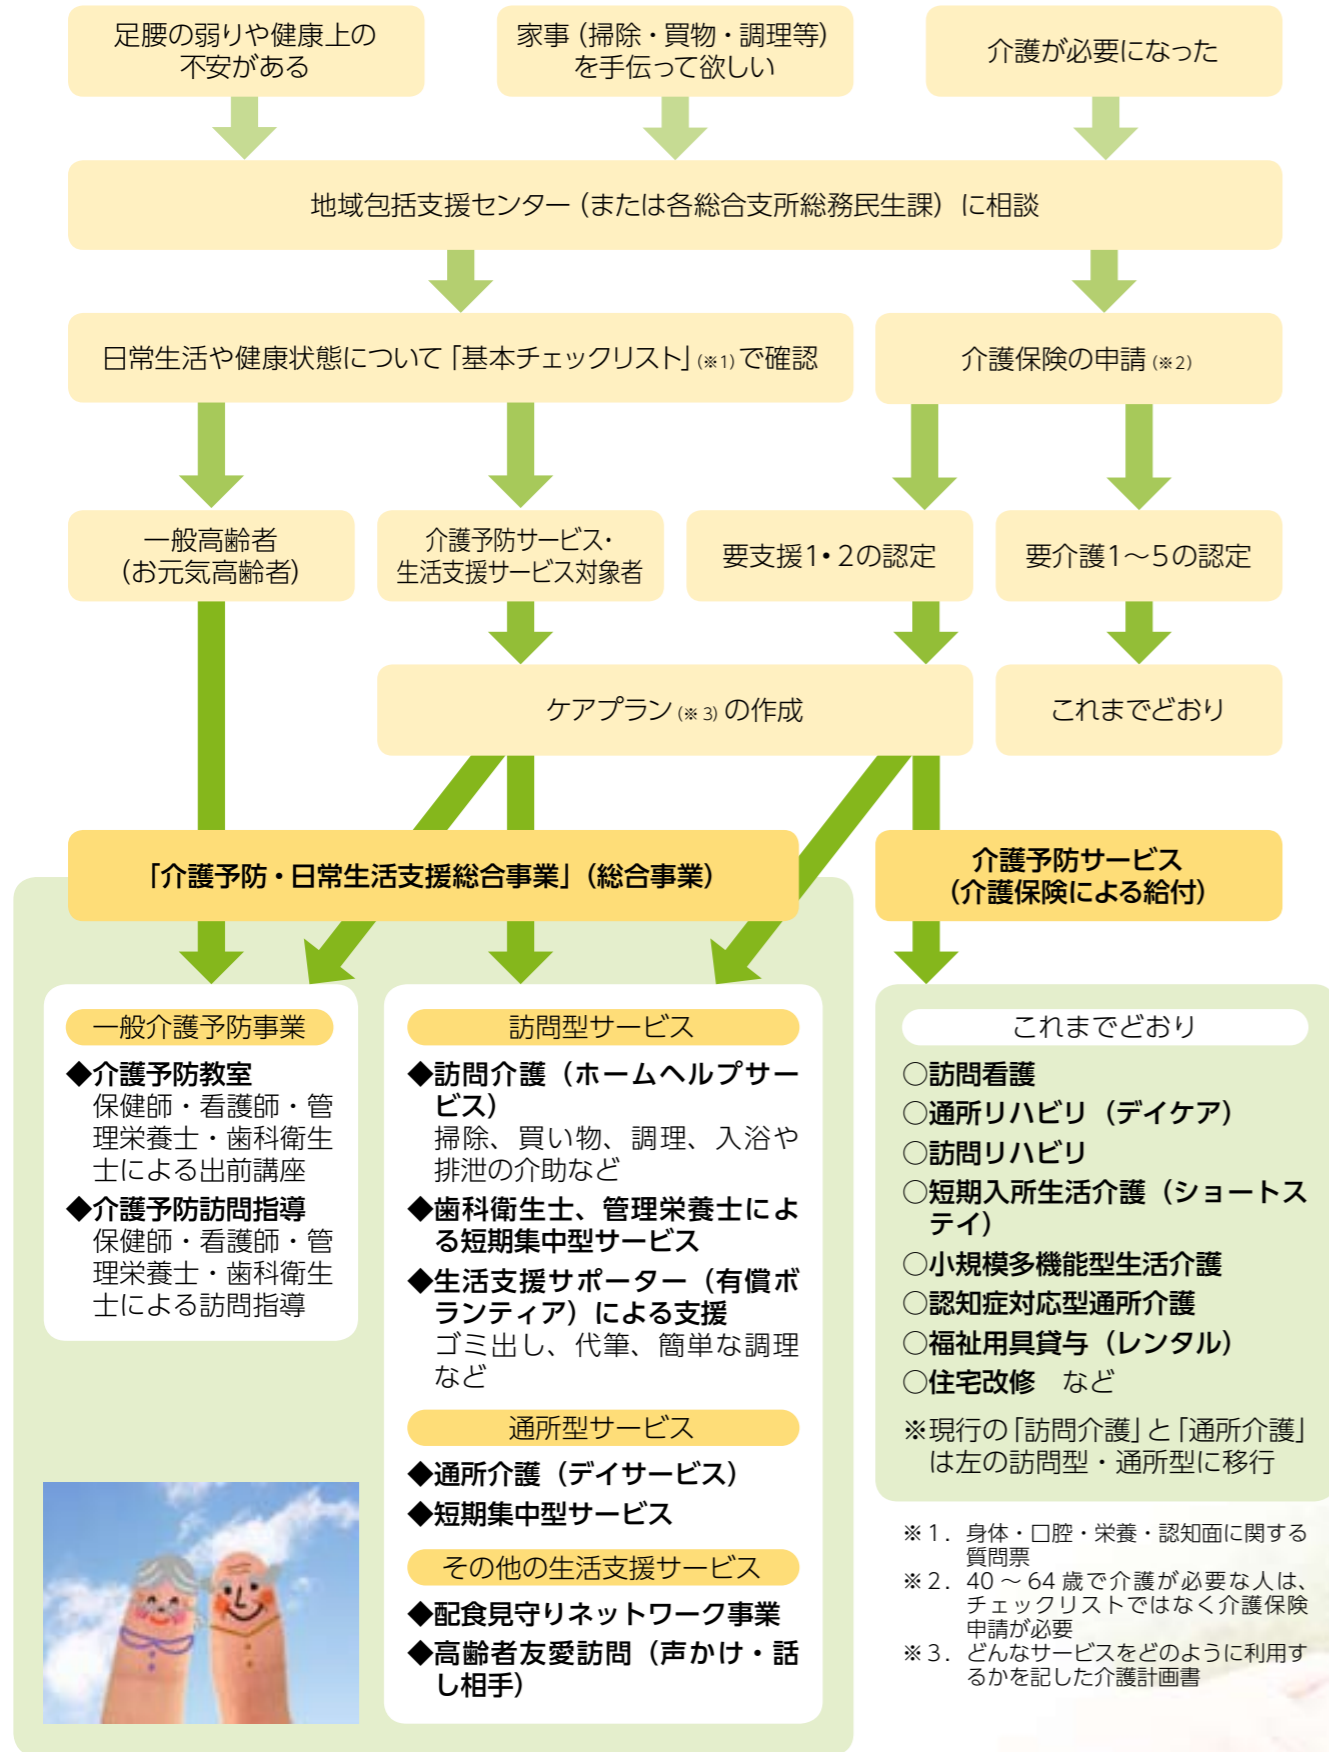 足腰の弱りや健康上の
不安がある
家事（掃除・買物・調理等）
を手伝って欲しい
介護が必要になった
地域包括支援センター（または各総合支所総務民生課）に相談
日常生活や健康状態について「基本チェックリスト」（※1）で確認
介護保険の申請（※2）
一般高齢者
（お元気高齢者）
介護予防サービス・
生活支援サービス対象者
要支援1・2の認定
要介護1〜5の認定
ケアプラン（※3）の作成
これまでどおり
「介護予防・日常生活支援総合事業」（総合事業）
介護予防サービス
（介護保険による給付）
一般介護予防事業
◆介護予防教室
保健師・看護師・管
理栄養士・歯科衛生
士による出前講座
◆介護予防訪問指導
保健師・看護師・管
理栄養士・歯科衛生
士による訪問指導
訪問型サービス
◆訪問介護（ホームヘルプサー
ビス）
掃除、買い物、調理、入浴や
排泄の介助など
◆歯科衛生士、管理栄養士によ
る短期集中型サービス
◆生活支援サポーター（有償ボ
ランティア）による支援
ゴミ出し、代筆、簡単な調理
など
通所型サービス
◆通所介護（デイサービス）
◆短期集中型サービス
その他の生活支援サービス
◆配食見守りネットワーク事業
◆高齢者友愛訪問（声かけ・話
し相手）
これまでどおり
○訪問看護
○通所リハビリ（デイケア）
○訪問リハビリ
○短期入所生活介護（ショートス
テイ）
○小規模多機能型生活介護
○認知症対応型通所介護
○福祉用具貸与（レンタル）
○住宅改修　など
※現行の「訪問介護」と「通所介護」
は左の訪問型・通所型に移行
※1．身体・口腔・栄養・認知面に関する
質問票
※2．40〜64歳で介護が必要な人は、
チェックリストではなく介護保険
申請が必要
※3．どんなサービスをどのように利用す
るかを記した介護計画書